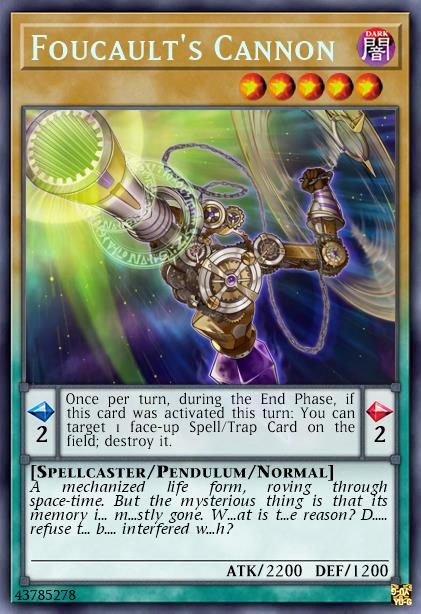 FOUCAULT'S CANNON
DARK
闇
Once per turn, during the End Phase, if
this card was activated this turn: You can
target 1 face-up Spell/Trap Card on the
field; destroy it.
2
2
[SPELLCASTER/PENDULUM/NORMAL]
A mechanized life form, roving through
space-time. But the mysterious thing is that its
memory i... m...stly gone. W...at is t...e reason? D.....
refuse t... b.... interfered w...h?
ATK/2200 DEF/1200
43785278